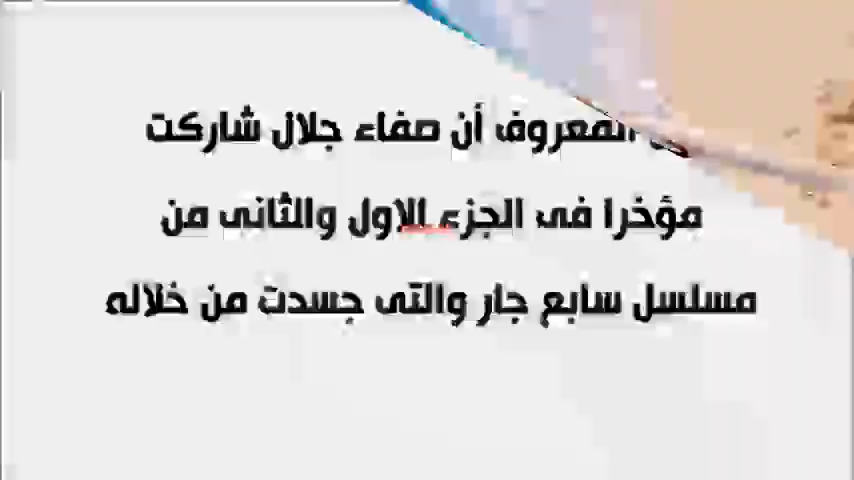 المعروف أن صفاء جلال شاركت
مؤخرا فى الجزء الاول والثانى من
مسلسل سابع جار والتى جسدت من خلاله